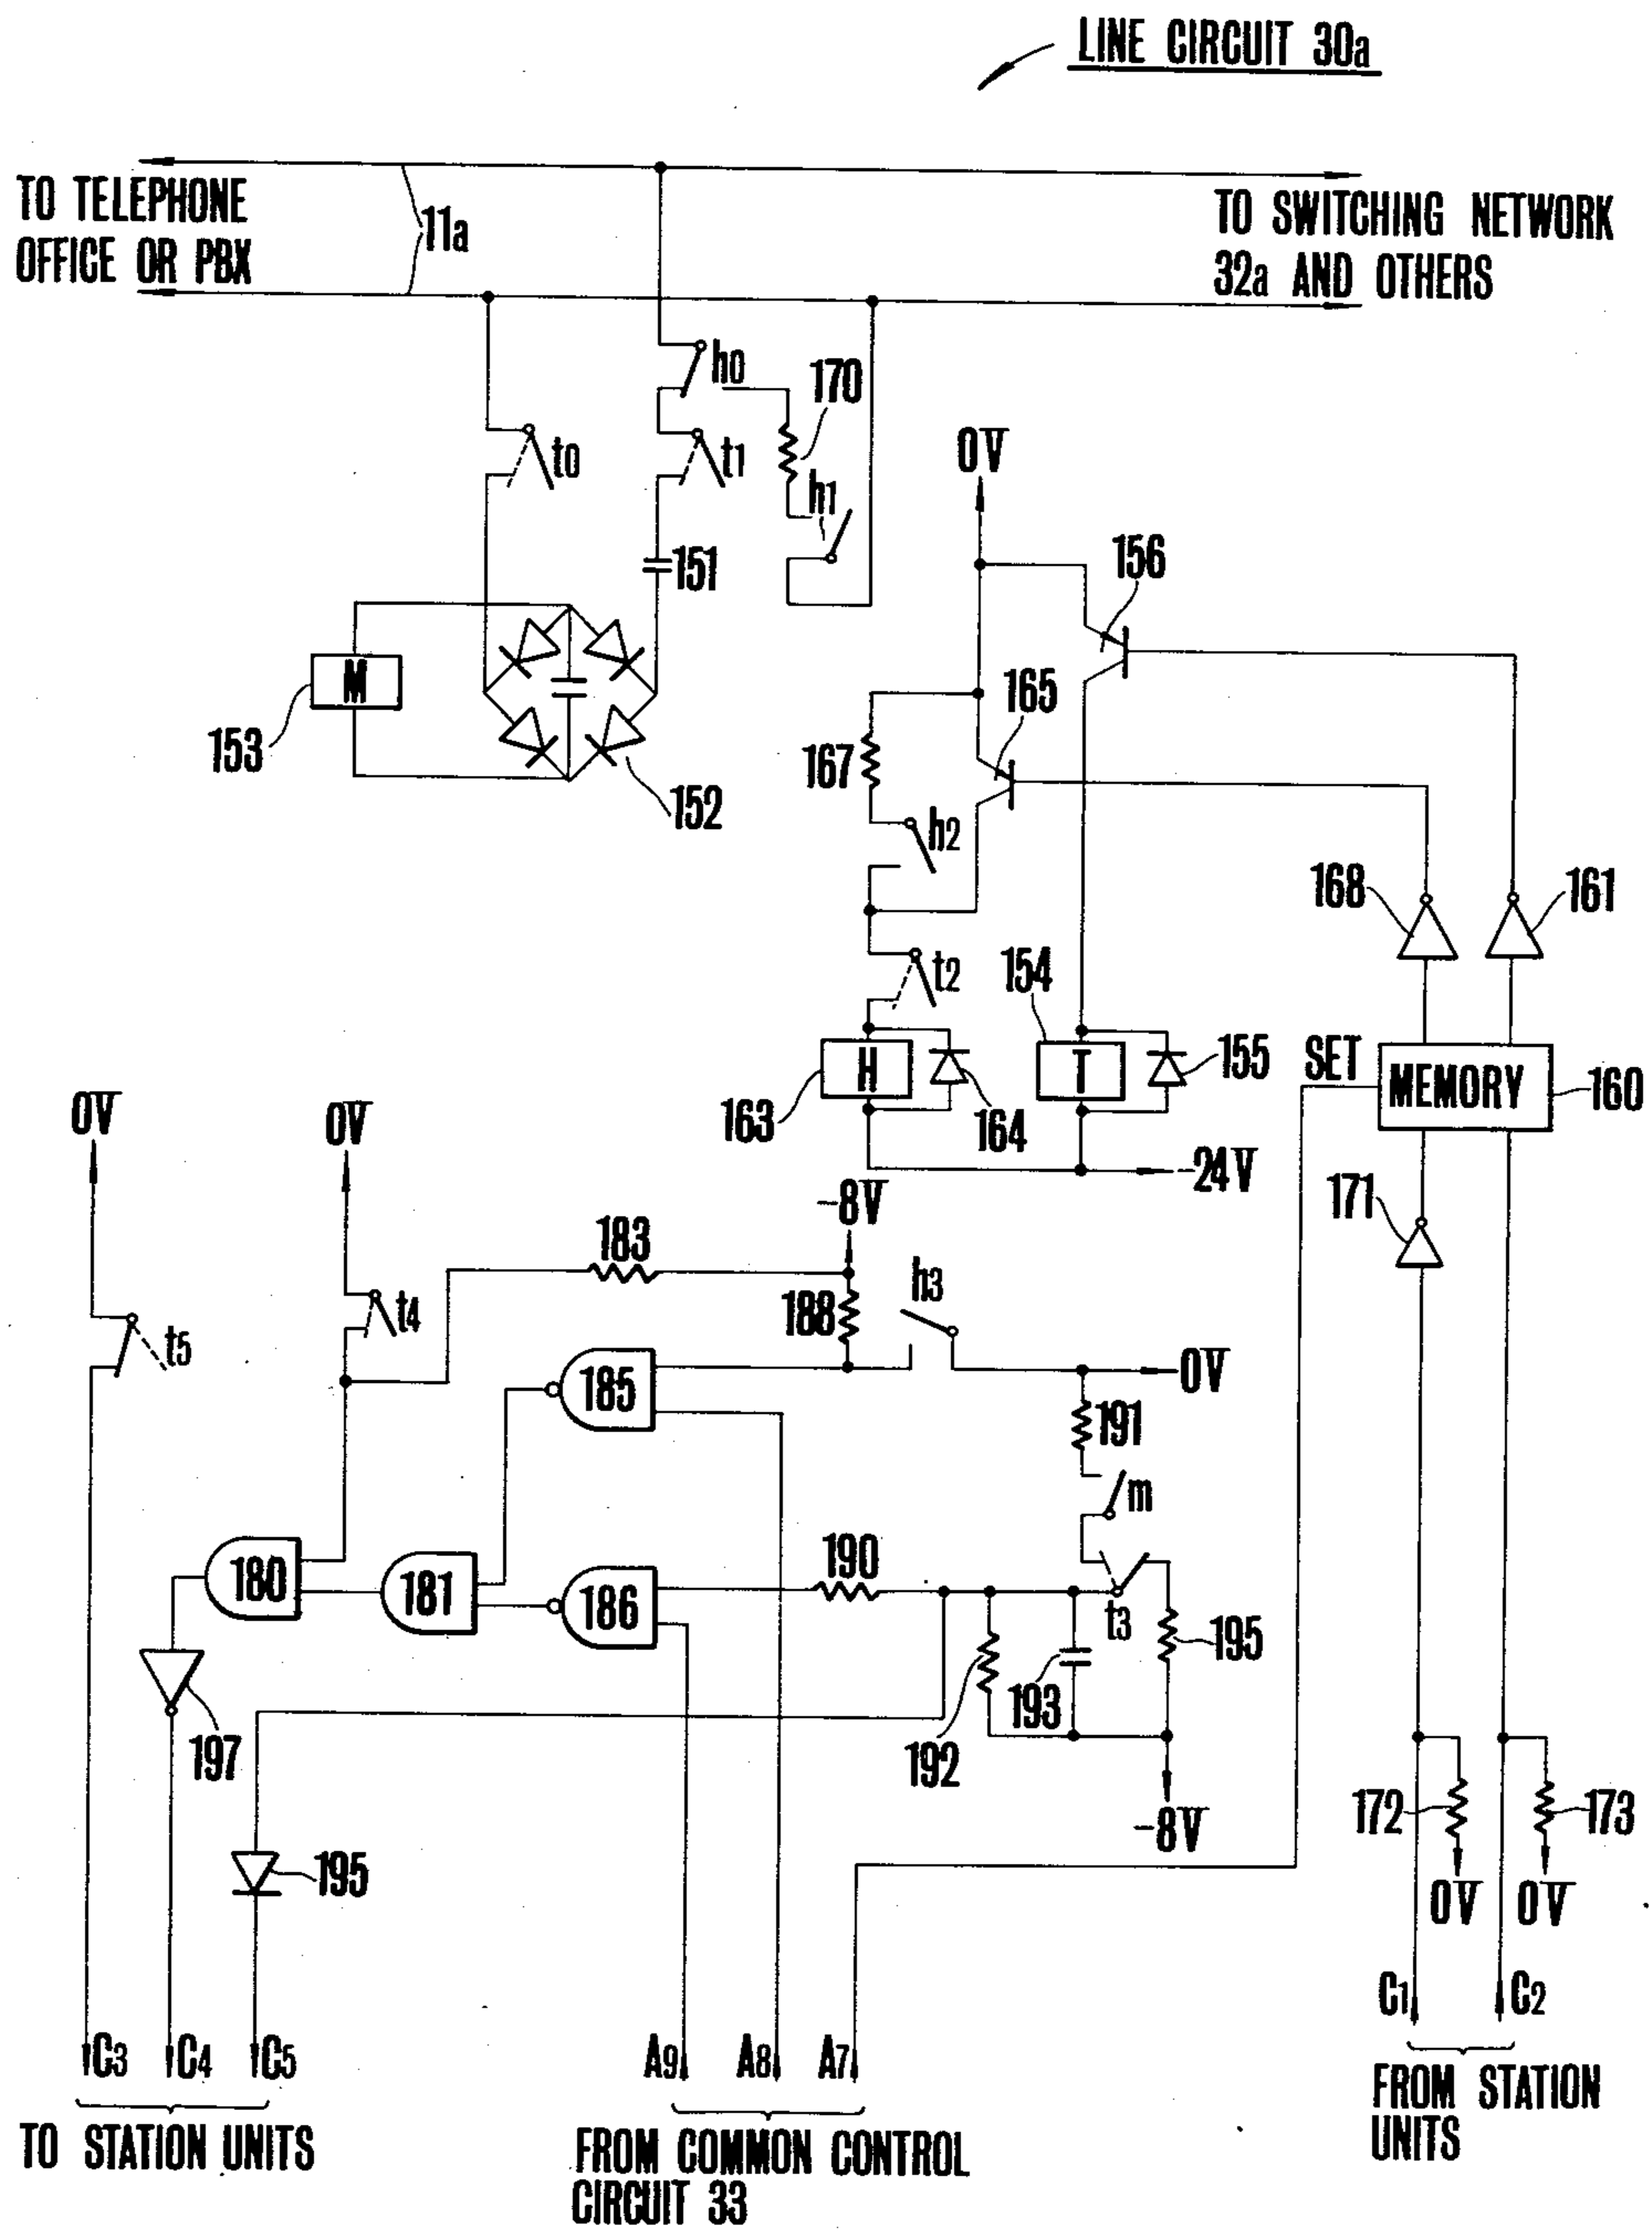 LINE CIRCUIT 30a
TO TELEPHONE
OFFICE OR PBX
11a
TO SWITCHING NETWORK
32a AND OTHERS
h0
170
t0
t1
h1
0V
151
156
M
153
152
165
167
h2
168
161
t2
154
H
T
155
SET
MEMORY
160
163
164
-24V
0V
0V
-8V
171
183
h3
188
t4
t5
185
0V
191
m
180
181
186
190
t3
195
192
193
197
-8V
172
173
195
0V
0V
C1
C2
C3
C4
C5
A9
A8
A7
FROM STATION
UNITS
TO STATION UNITS
FROM COMMON CONTROL
CIRCUIT 33